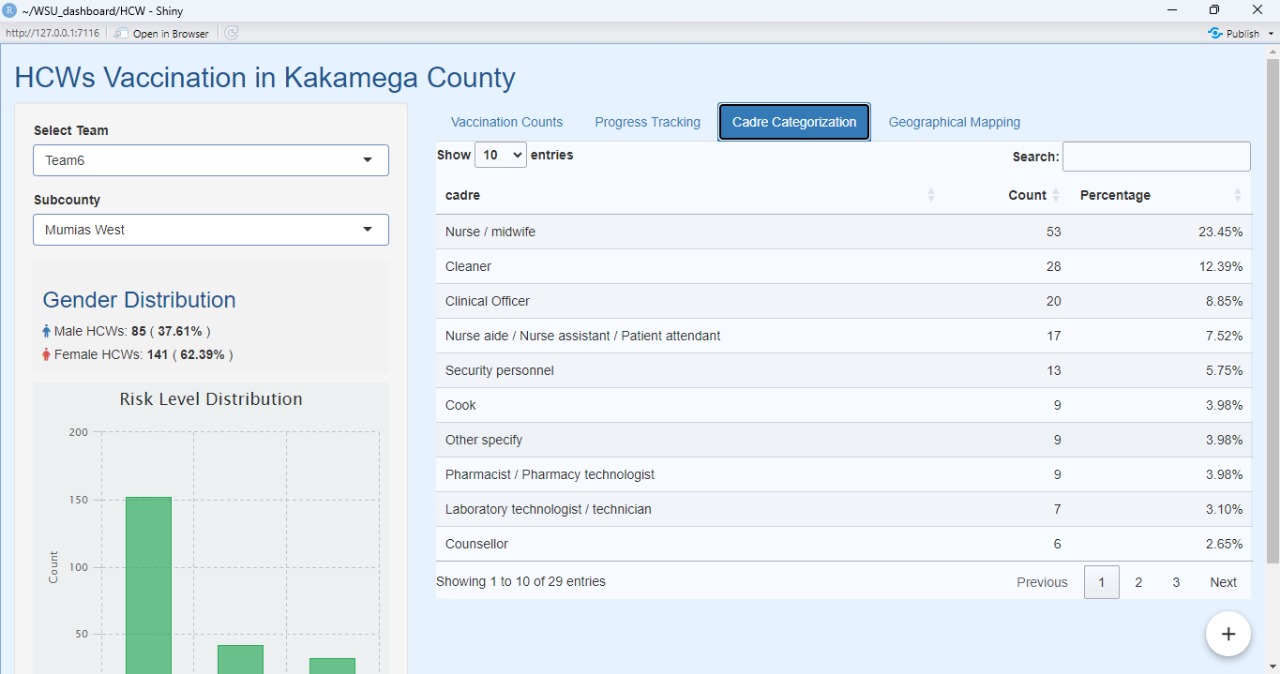 ~/WSU_dashboard/HCW - Shiny
http://127.0.0.1:7116 Open in Browser Publish
HCWs Vaccination in Kakamega County
Select Team
Team6
Subcounty
Mumias West
Gender Distribution
Male HCWs: 85 ( 37.61% )
Female HCWs: 141 ( 62.39% )
Risk Level Distribution
200
150
100
50
Count
Vaccination Counts Progress Tracking Cadre Categorization Geographical Mapping
Show 10 entries Search:
cadre Count Percentage
Nurse / midwife 53 23.45%
Cleaner 28 12.39%
Clinical Officer 20 8.85%
Nurse aide / Nurse assistant / Patient attendant 17 7.52%
Security personnel 13 5.75%
Cook 9 3.98%
Other specify 9 3.98%
Pharmacist / Pharmacy technologist 9 3.98%
Laboratory technologist / technician 7 3.10%
Counsellor 6 2.65%
Showing 1 to 10 of 29 entries Previous 1 2 3 Next
+